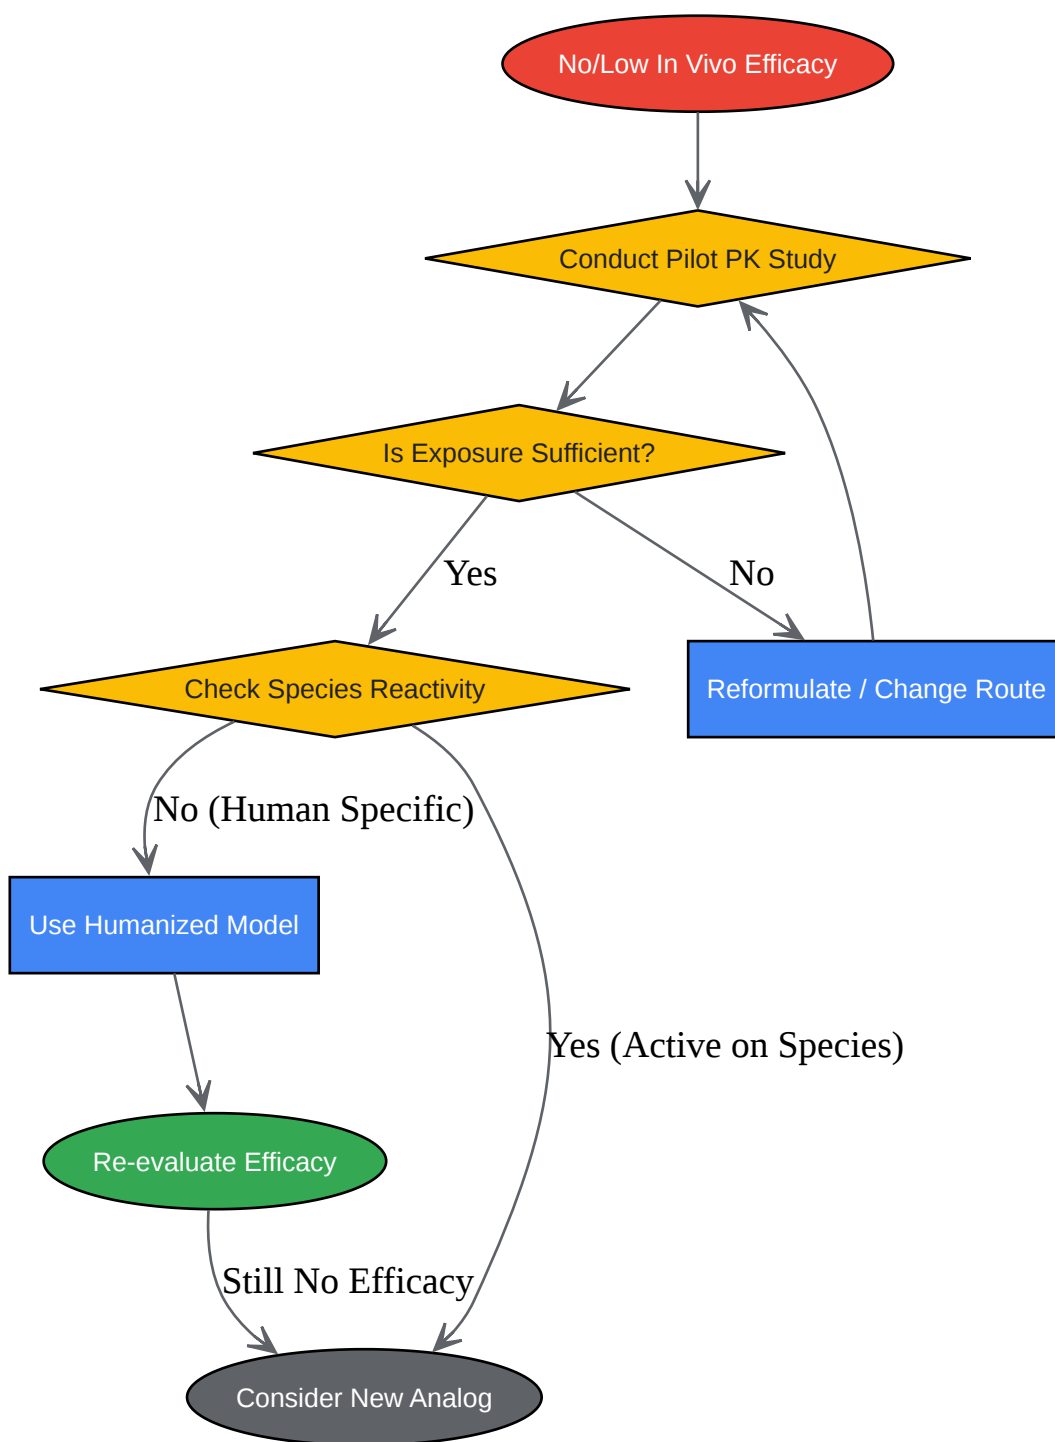 No/Low In Vivo Efficacy
Conduct Pilot PK Study
Is Exposure Sufficient?
Yes
No
Check Species Reactivity
Reformulate / Change Route
No (Human Specific)
Use Humanized Model
Yes (Active on Species)
Re-evaluate Efficacy
Still No Efficacy
Consider New Analog